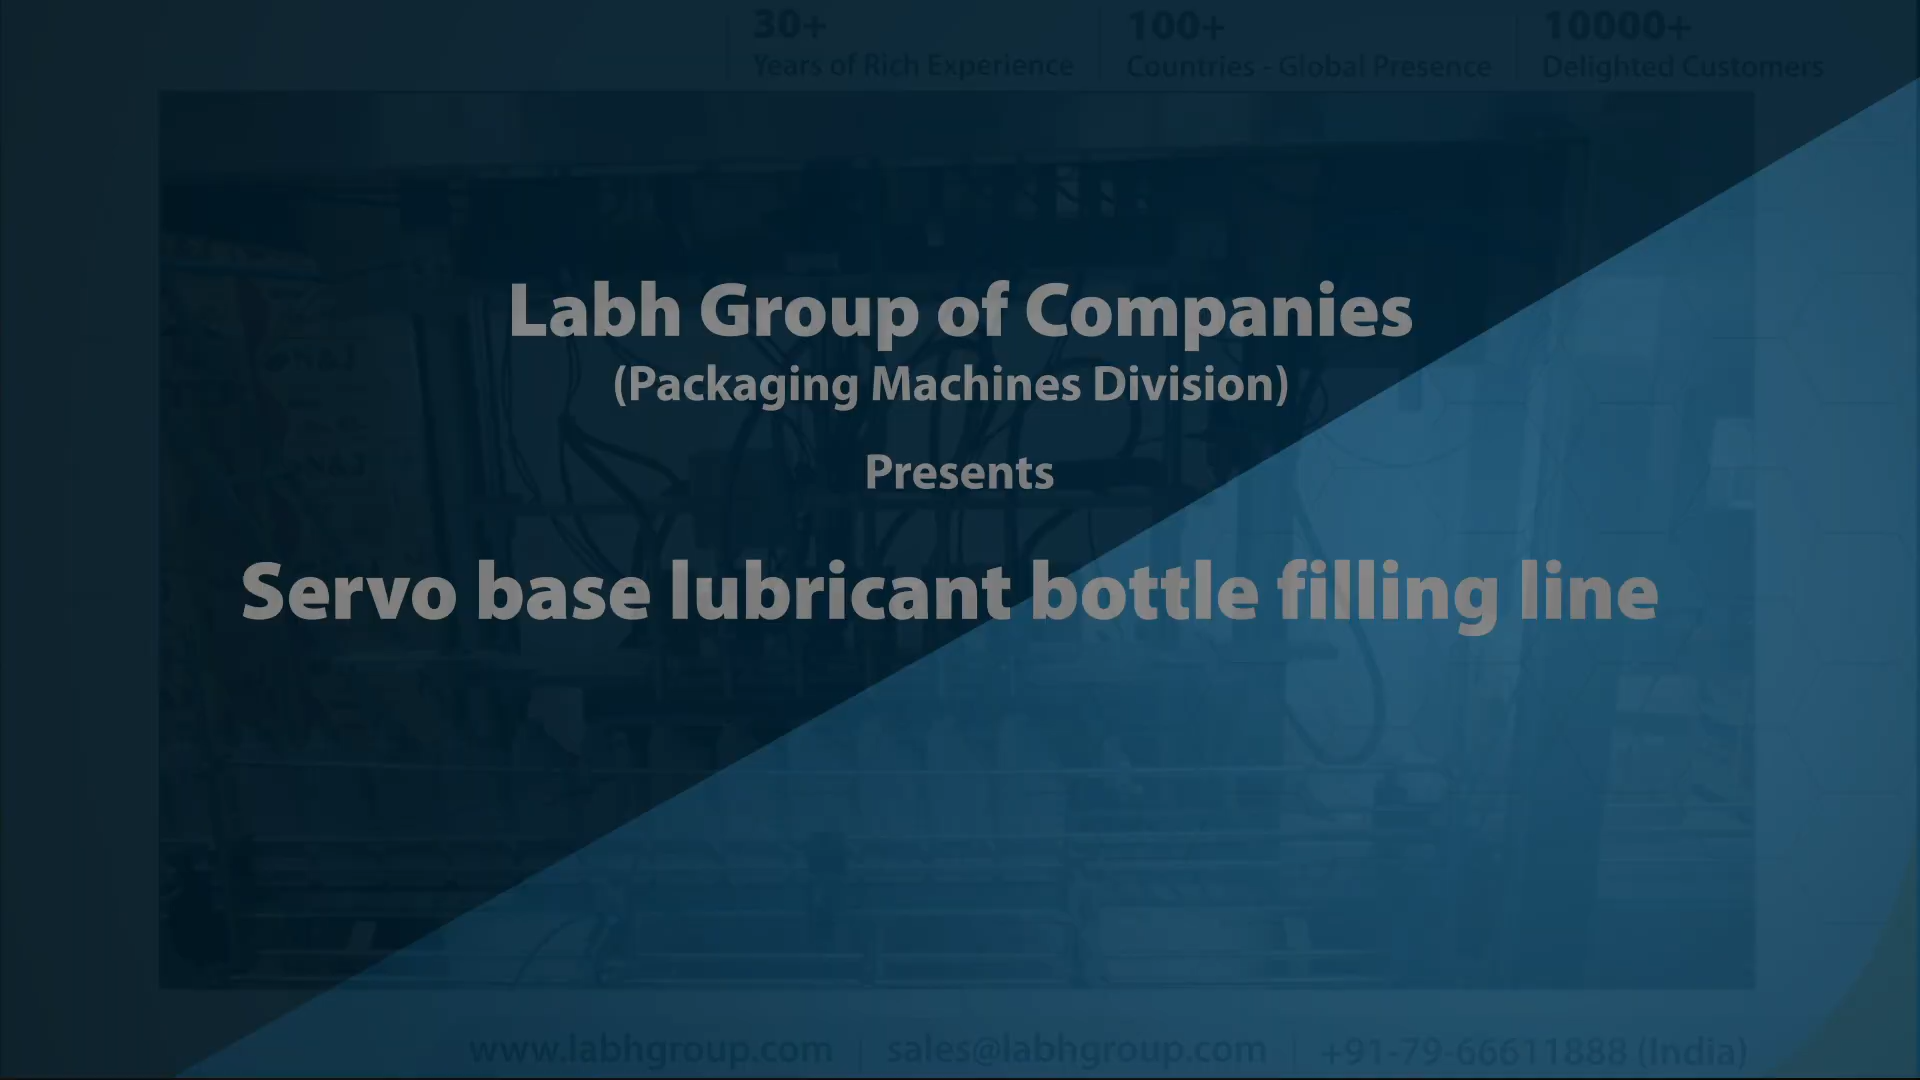 30+
Years of Rich Experience
100+
Countries - Global Presence
10000+
Delighted Customers
Labh Group of Companies
(Packaging Machines Division)
Presents
Servo base lubricant bottle filling line
www.labhgroup.com | sales@labhgroup.com | +91-79-66611888 (India)